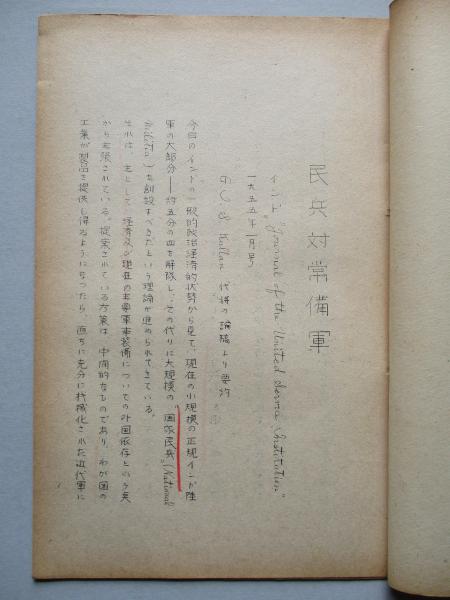 民兵対常備軍
インド "Journal of the United Service Institution"
一九五五年一月号
代将の論稿より要約
今日のインドの一般的政治経済的状勢から見て、現在の小規模の正規インド陸
軍の大部分——約五分の四を解隊し、その代りに大規模の"国家民兵"(National
Militia)を創設すべきだという理論が進められてきている。
それは、主として、経済及び現在の主要軍事装備についての外国依存という点
から主張されている。提案されている方策は、中間的なものであり、わが国の
工業が製品を提供し得るようになったら、直ちに充分に機械化された近代軍に